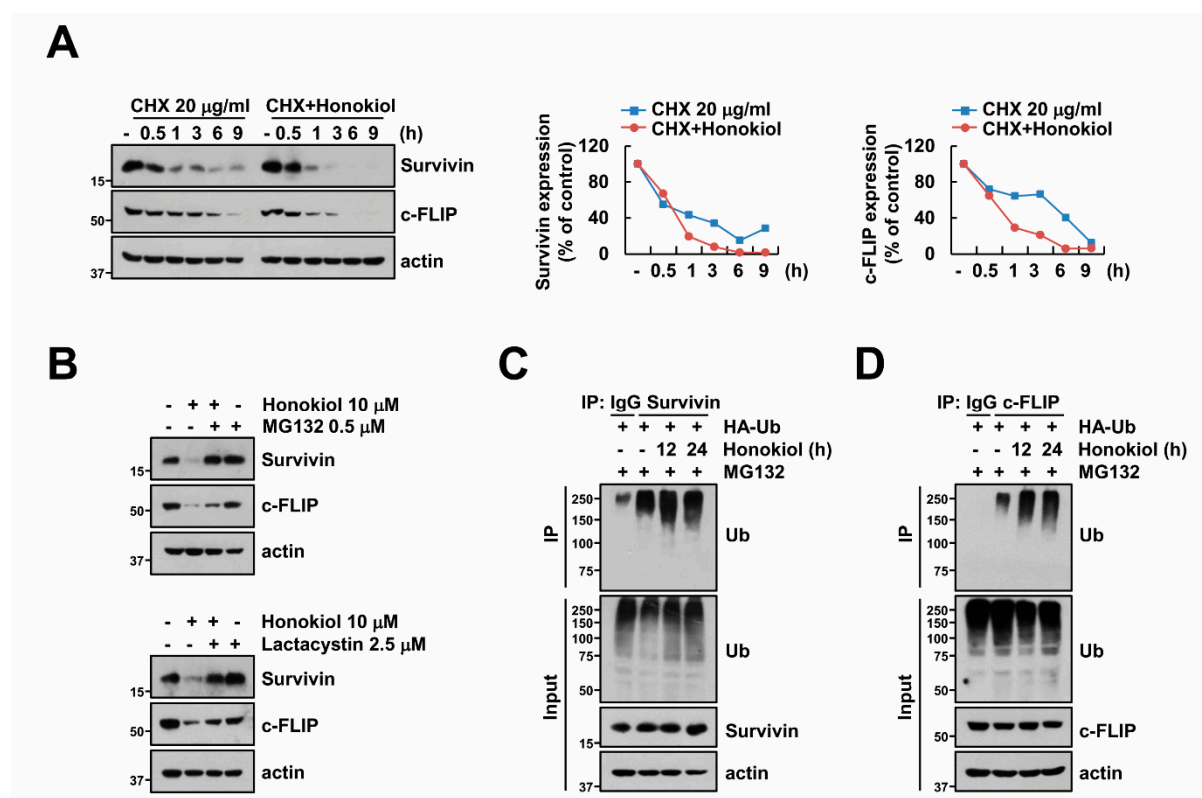 A
CHX 20 μg/ml CHX+Honokiol
- 0.5 1 3 6 9 - 0.5 1 3 6 9 (h)
15- Survivin
50- c-FLIP
37- actin
CHX 20 μg/ml
CHX+Honokiol
Survivin expression
(% of control)
120
80
40
0
- 0.5 1 3 6 9 (h)
CHX 20 μg/ml
CHX+Honokiol
c-FLIP expression
(% of control)
120
80
40
0
- 0.5 1 3 6 9 (h)
B
- + + - Honokiol 10 μM
- - + + MG132 0.5 μM
15- Survivin
50- c-FLIP
37- actin
- + + - Honokiol 10 μM
- - + + Lactacystin 2.5 μM
15- Survivin
50- c-FLIP
37- actin
C
IP: IgG Survivin
+ + + + HA-Ub
- - 12 24 Honokiol (h)
+ + + + MG132
IP
250-
150-
100-
75-
Ub
Input
250-
150-
100-
75-
50-
Ub
15- Survivin
37- actin
D
IP: IgG c-FLIP
+ + + + HA-Ub
- - 12 24 Honokiol (h)
+ + + + MG132
IP
250-
150-
100-
75-
Ub
Input
250-
150-
100-
75-
50-
Ub
50- c-FLIP
37- actin